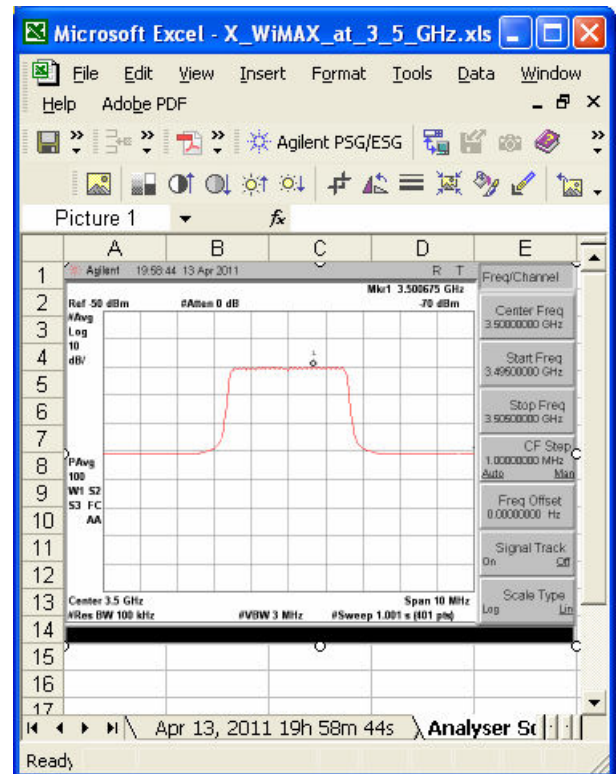 Microsoft Excel - X_WiMAX_at_3_5_GHz.xls
File Edit View Insert Format Tools Data Window
Help Adobe PDF
Agilent PSG/ESG
Picture 1 fx
A B C D E
1
2
3
4
5
6
7
8
9
10
11
12
13
14
15
16
17
Agilent 19:58:44 13 Apr 2011 R T
Mkr1 3.500675 GHz
Ref -50 dBm #Atten 0 dB -70 dBm
#Avg
Log
10
dB/
1
PAvg
100
W1 S2
S3 FC
AA
Center 3.5 GHz Span 10 MHz
#Res BW 100 kHz #VBW 3 MHz #Sweep 1.001 s (401 pts)
Freq/Channel
Center Freq
3.50000000 GHz
Start Freq
3.49500000 GHz
Stop Freq
3.50500000 GHz
CF Step
1.00000000 MHz
Auto Man
Freq Offset
0.00000000 Hz
Signal Track
On Off
Scale Type
Log Lin
Apr 13, 2011 19h 58m 44s Analyser Sc
Ready